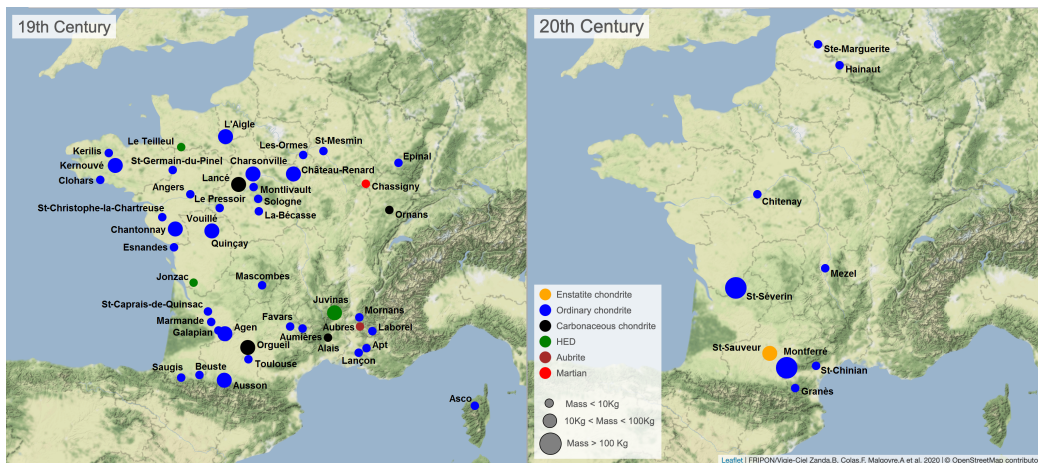 19th Century
L'Aigle
Le Teilleul
St-Mesmin
Les-Ormes
Kerilis
Epinal
Kernouvé
St-Germain-du-Pinel
Charsonville
Château-Renard
Clohars
Lancé
Chassigny
Angers
Montlivault
Le Pressoir
Sologne
St-Christophe-la-Chartreuse
La-Bécasse
Ornans
Vouillé
Chantonnay
Quinçay
Esnandes
Jonzac
Mascombes
St-Caprais-de-Quinsac
Juvinas
Mornans
Marmande
Favars
Agen
Aubres
Laborel
Galapian
Aumières
Orgueil
Alais
Apt
Lançon
Toulouse
Saugis
Beuste
Ausson
Asco
20th Century
Ste-Marguerite
Hainaut
Chitenay
Mezel
St-Séverin
St-Sauveur
Montferré
St-Chinian
Granès
Enstatite chondrite
Ordinary chondrite
Carbonaceous chondrite
HED
Aubrite
Martian
Mass < 10Kg
10Kg < Mass < 100Kg
Mass > 100 Kg
Leaflet | FRIPON/Vigie-Ciel Zanda,B, Colas,F, Malgoyre,A et al. 2020 | © OpenStreetMap contributo